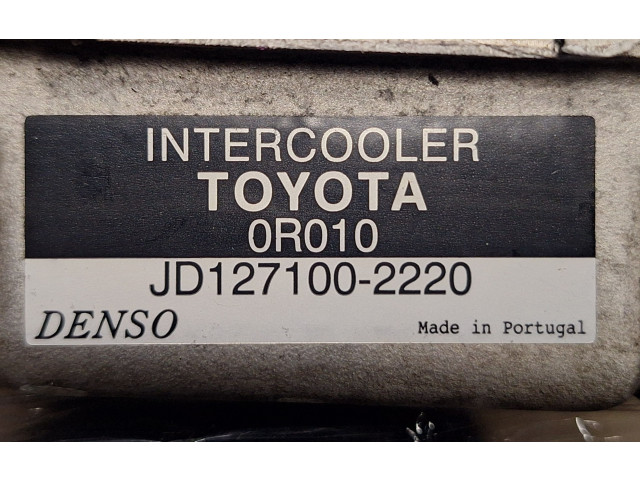 INTERCOOLER
TOYOTA
0R010
JD127100-2220
DENSO Made in Portugal